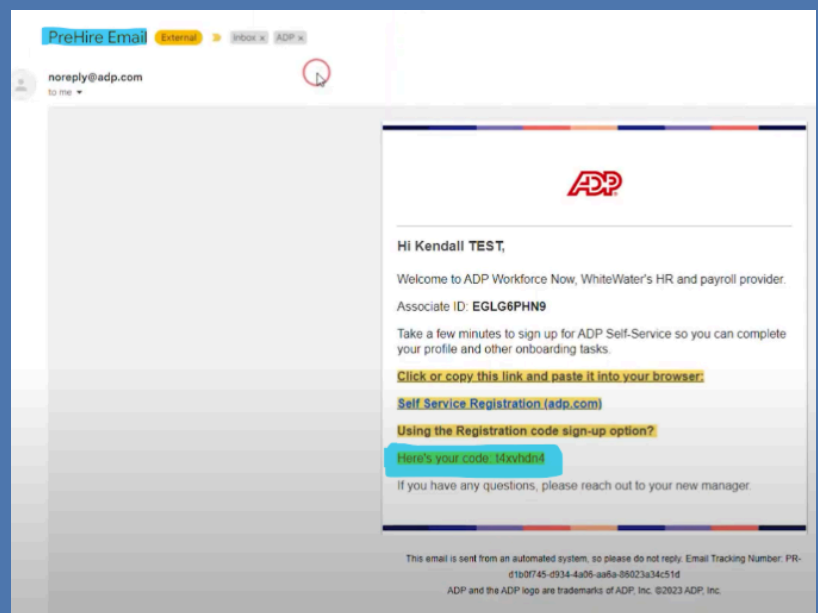 PreHire Email External Inbox x ADP x
noreply@adp.com
to me
ADP
Hi Kendall TEST,
Welcome to ADP Workforce Now, WhiteWater's HR and payroll provider.
Associate ID: EGLG6PHN9
Take a few minutes to sign up for ADP Self-Service so you can complete
your profile and other onboarding tasks.
Click or copy this link and paste it into your browser:
Self Service Registration (adp.com)
Using the Registration code sign-up option?
Here's your code: t4xvhdn4
If you have any questions, please reach out to your new manager.
This email is sent from an automated system, so please do not reply. Email Tracking Number: PR-
d1b0f745-d934-4a06-aa6a-86023a34c51d
ADP and the ADP logo are trademarks of ADP, Inc. ©2023 ADP, Inc.